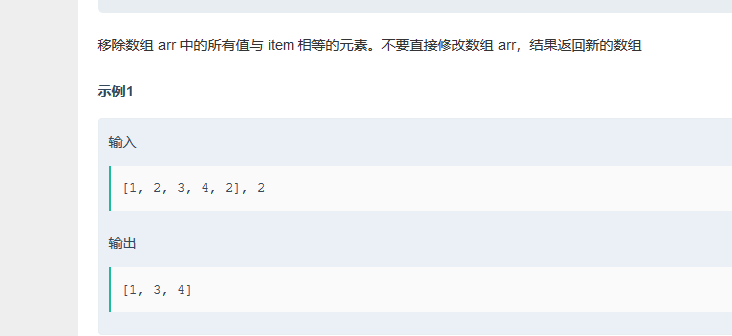 移除数组 arr 中的所有值与 item 相等的元素。不要直接修改数组 arr，结果返回新的数组
示例1
输入
[1, 2, 3, 4, 2], 2
输出
[1, 3, 4]